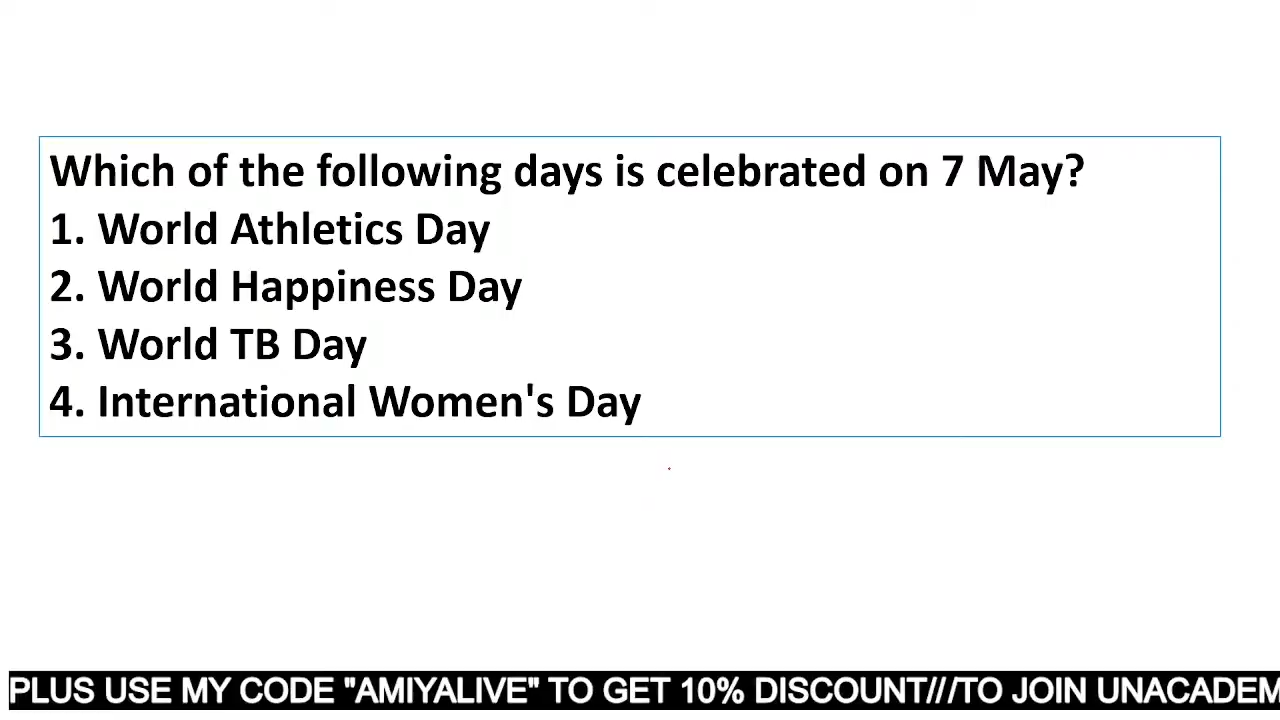 Which of the following days is celebrated on 7 May?
1. World Athletics Day
2. World Happiness Day
3. World TB Day
4. International Women's Day
PLUS USE MY CODE "AMIYALIVE" TO GET 10% DISCOUNT///TO JOIN UNACADEM